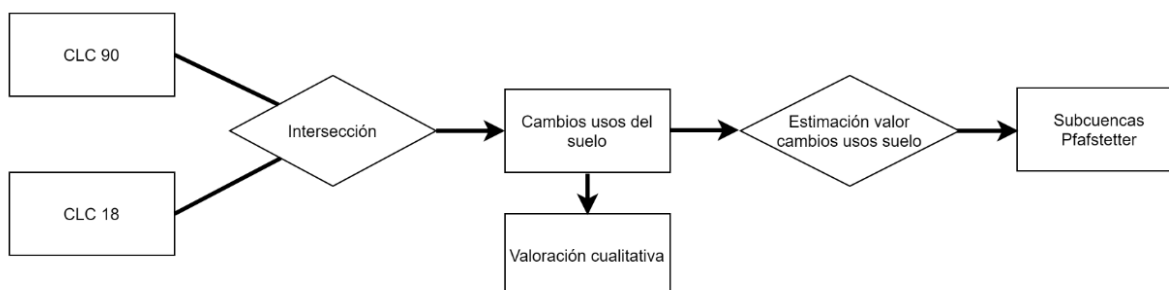 CLC 90
CLC 18
Intersección
Cambios usos del
suelo
Valoración cualitativa
Estimación valor
cambios usos suelo
Subcuencas
Pfafstetter